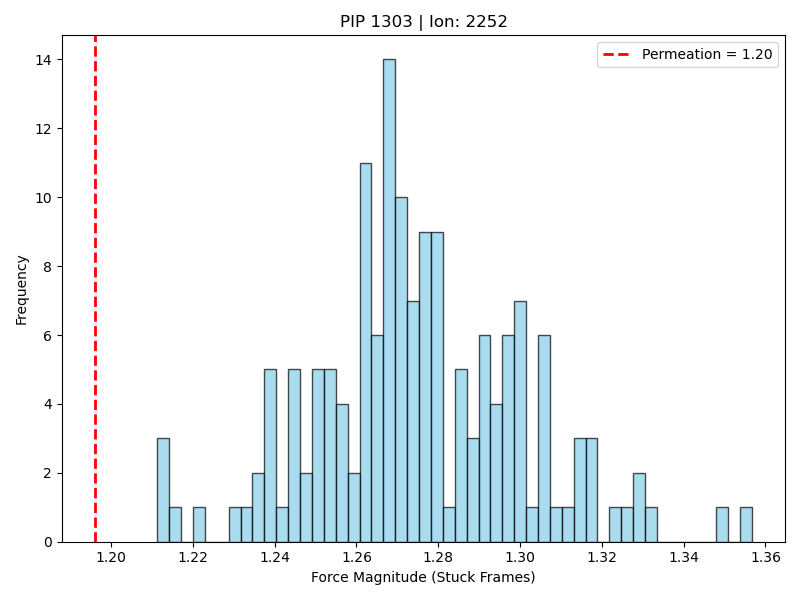 PIP 1303 | Ion: 2252
Permeation = 1.20
14
12
10
8
6
4
2
0
Frequency
1.20 1.22 1.24 1.26 1.28 1.30 1.32 1.34 1.36
Force Magnitude (Stuck Frames)